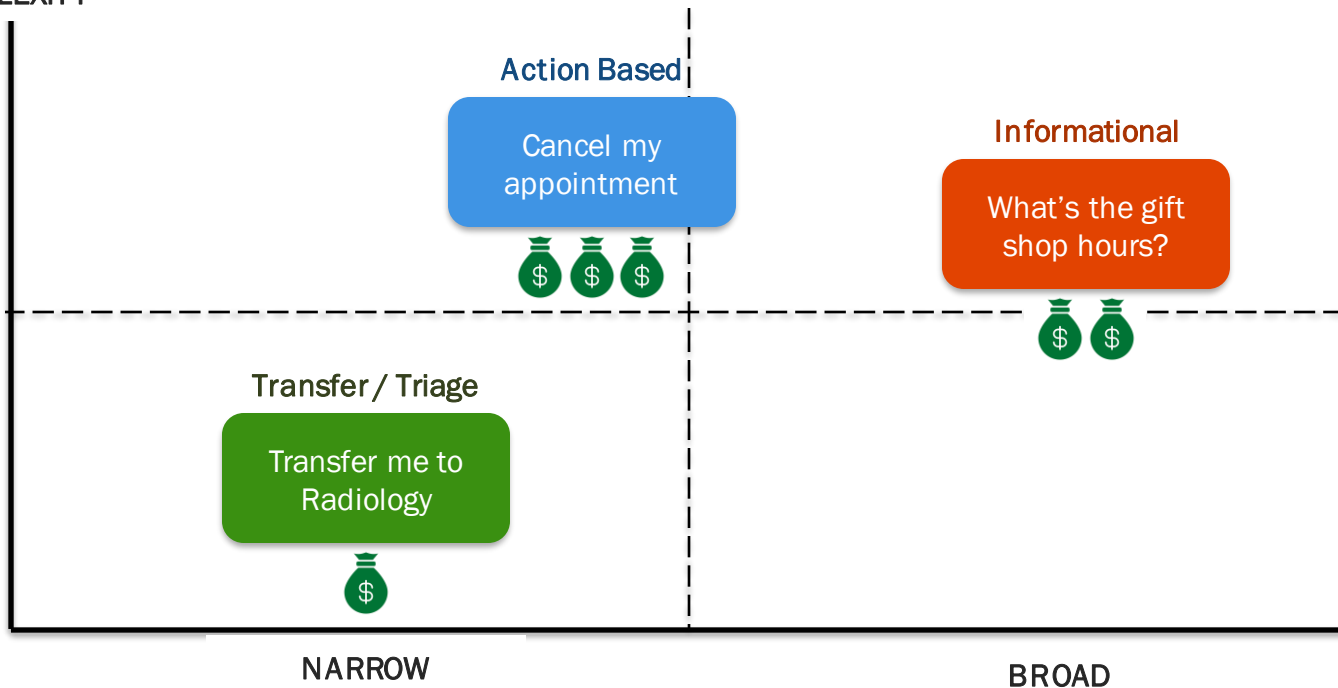 Action Based
Cancel my
appointment
$ $ $
Informational
What's the gift
shop hours?
$ $
Transfer / Triage
Transfer me to
Radiology
$
NARROW
BROAD